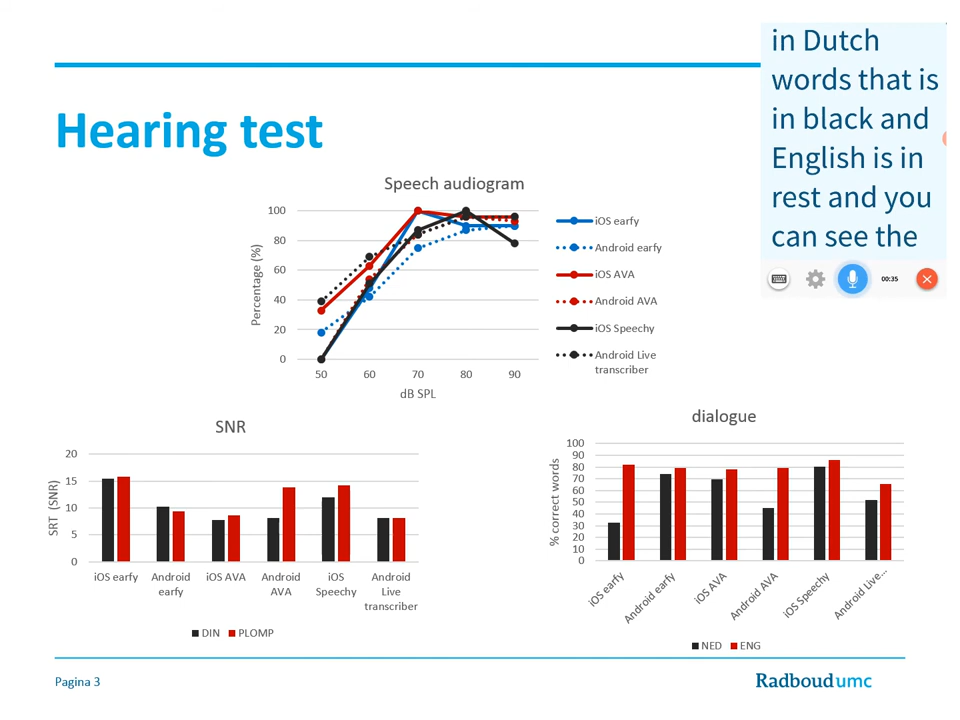 in Dutch
words that is
in black and
English is in
rest and you
can see the
00:35
Hearing test
Speech audiogram
Percentage (%)
100
80
60
40
20
0
50 60 70 80 90
dB SPL
iOS earfy
Android earfy
iOS AVA
Android AVA
iOS Speechy
Android Live
transcriber
SNR
SRT (SNR)
20
15
10
5
0
iOS earfy
Android
earfy
iOS AVA
Android
AVA
iOS
Speechy
Android
Live
transcriber
DIN PLOMP
dialogue
% correct words
100
90
80
70
60
50
40
30
20
10
0
iOS earfy
Android earfy
iOS AVA
Android AVA
iOS Speechy
Android Live...
NED ENG
Pagina 3
Radboudumc